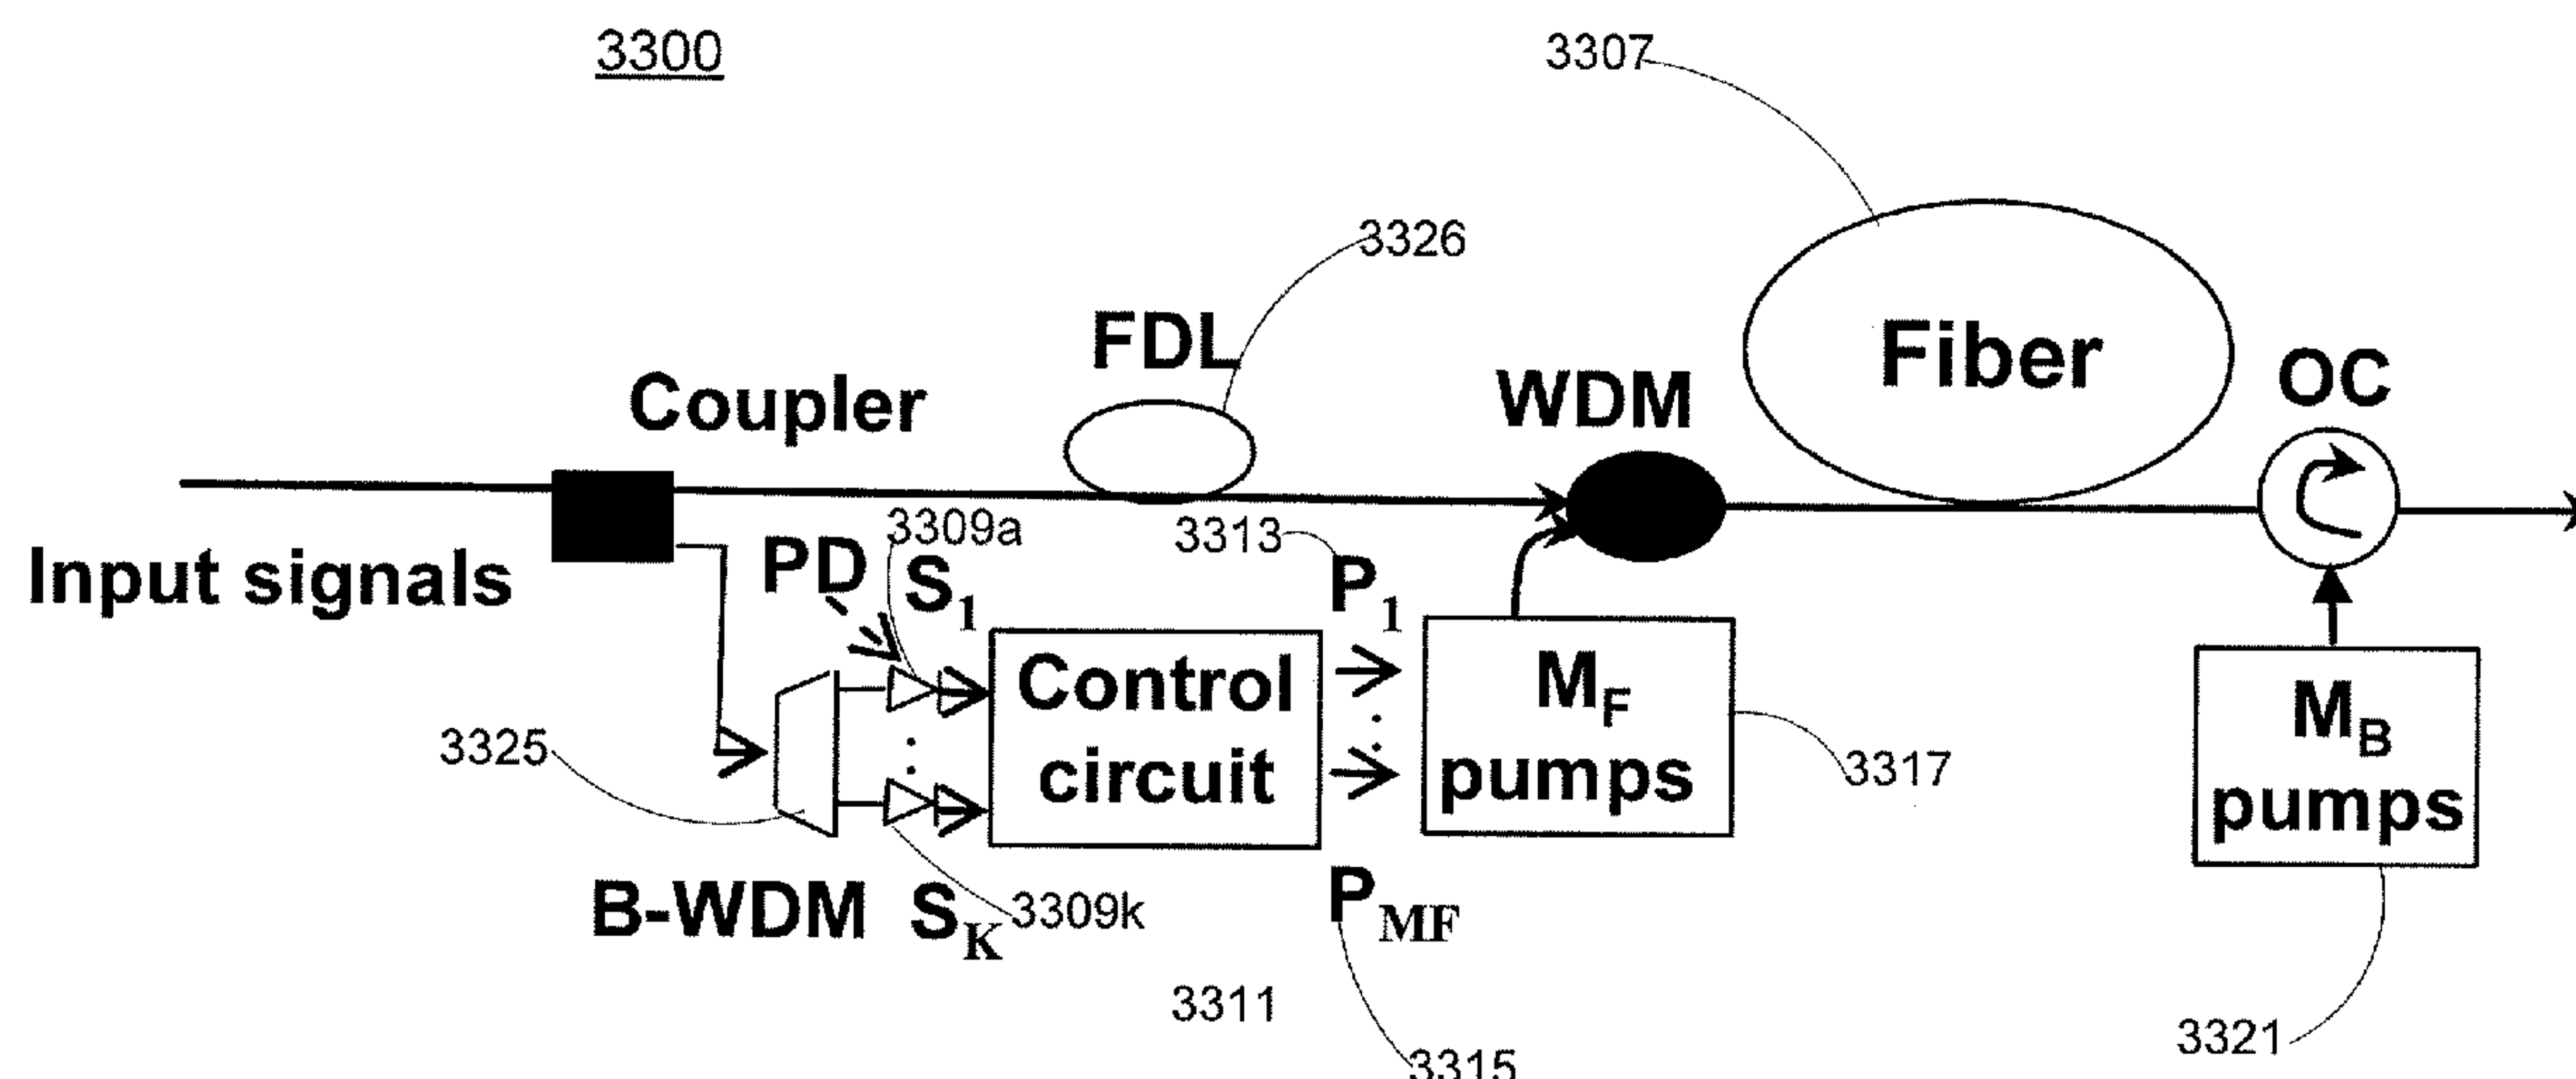 3300
3307
3326
FDL
Fiber
Coupler
WDM
OC
Input signals
PD
3309a
S1
3313
P1
Control
circuit
MF
pumps
MB
pumps
3325
3317
B-WDM
SK
3309k
PMF
3311
3315
3321